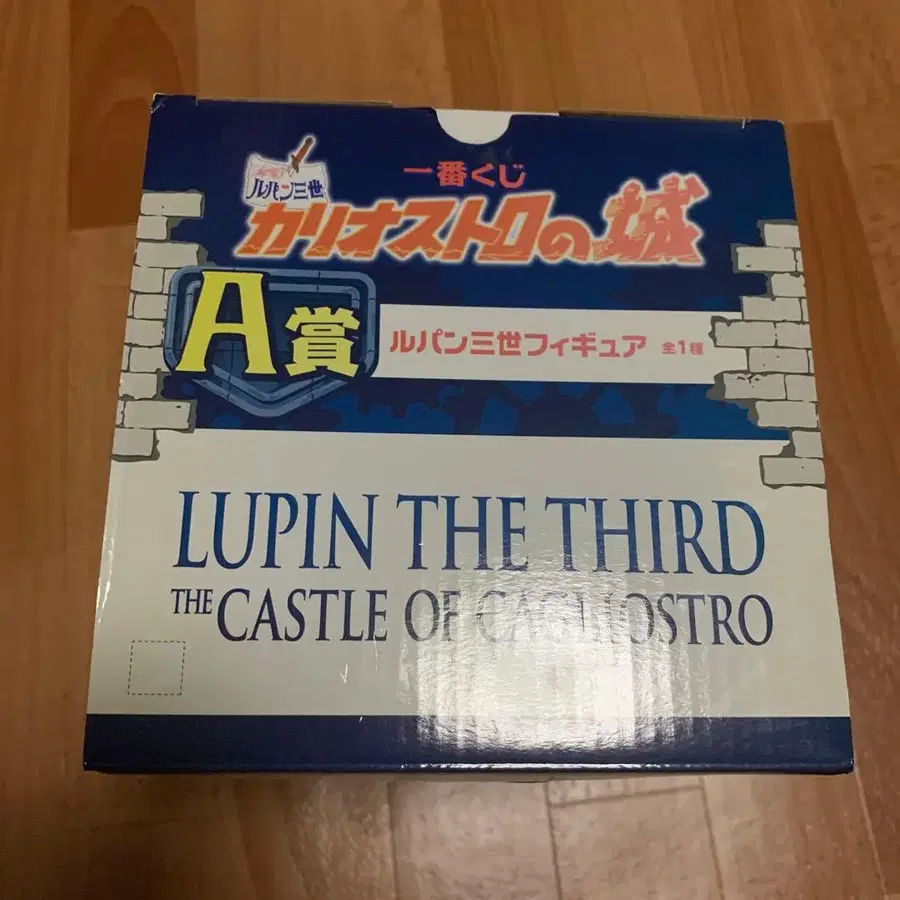 一番くじ
ルパン三世
カリオストロの城
A賞
ルパン三世フィギュア 全1種
LUPIN THE THIRD
THE CASTLE OF CAGLIOSTRO